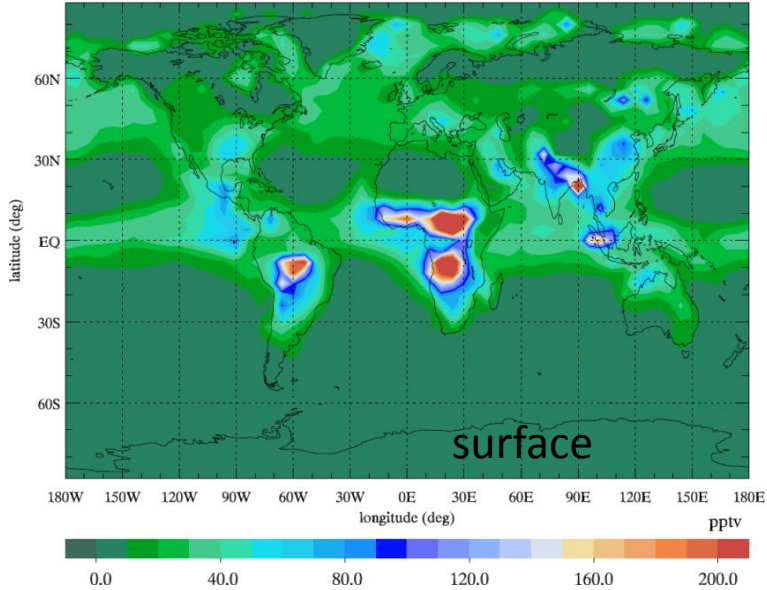 60N
30N
EQ
30S
60S
latitude (deg)
surface
180W 150W 120W 90W 60W 30W 0E 30E 60E 90E 120E 150E 180E
longitude (deg)
pptv
0.0 40.0 80.0 120.0 160.0 200.0